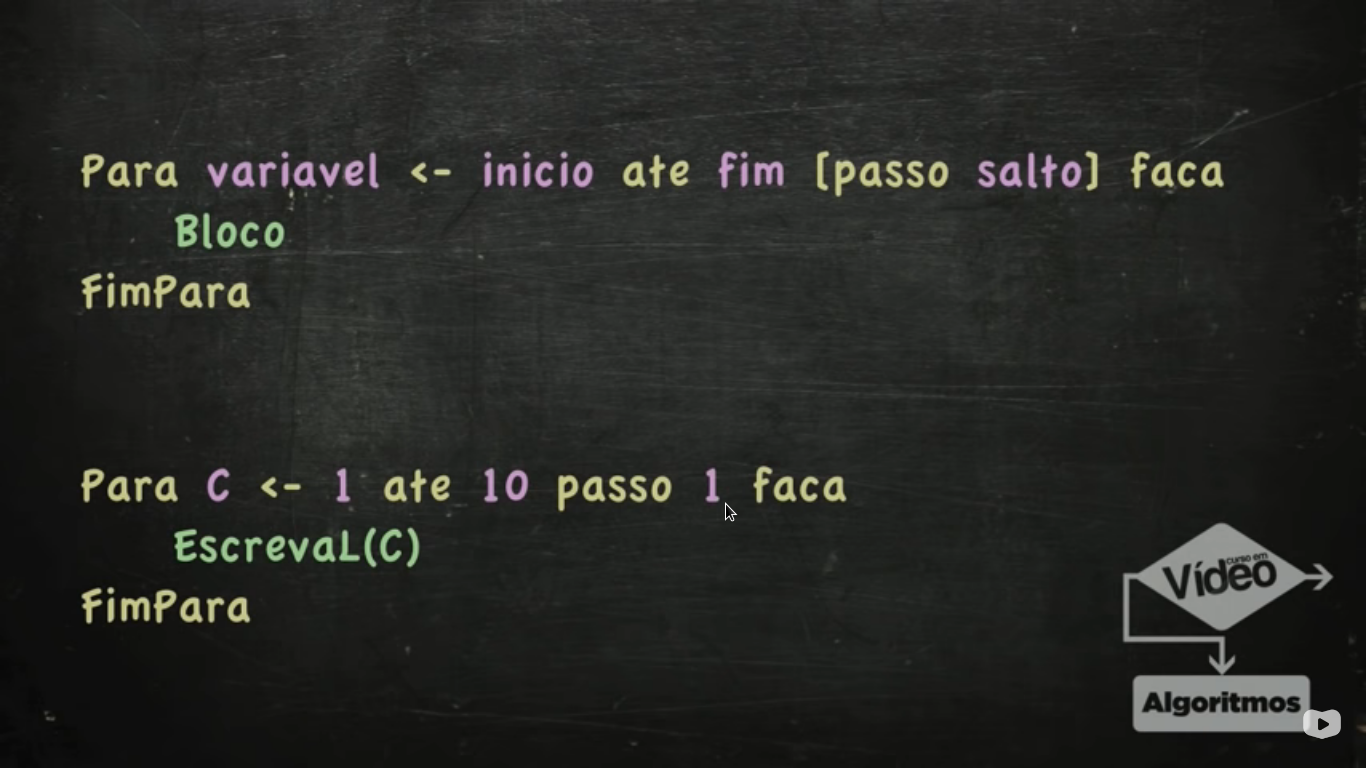 Para variavel <- inicio ate fim [passo salto] faca
Bloco
FimPara
Para C <- 1 ate 10 passo 1 faca
EscrevaL(C)
FimPara
curso em
Vídeo
Algoritmos